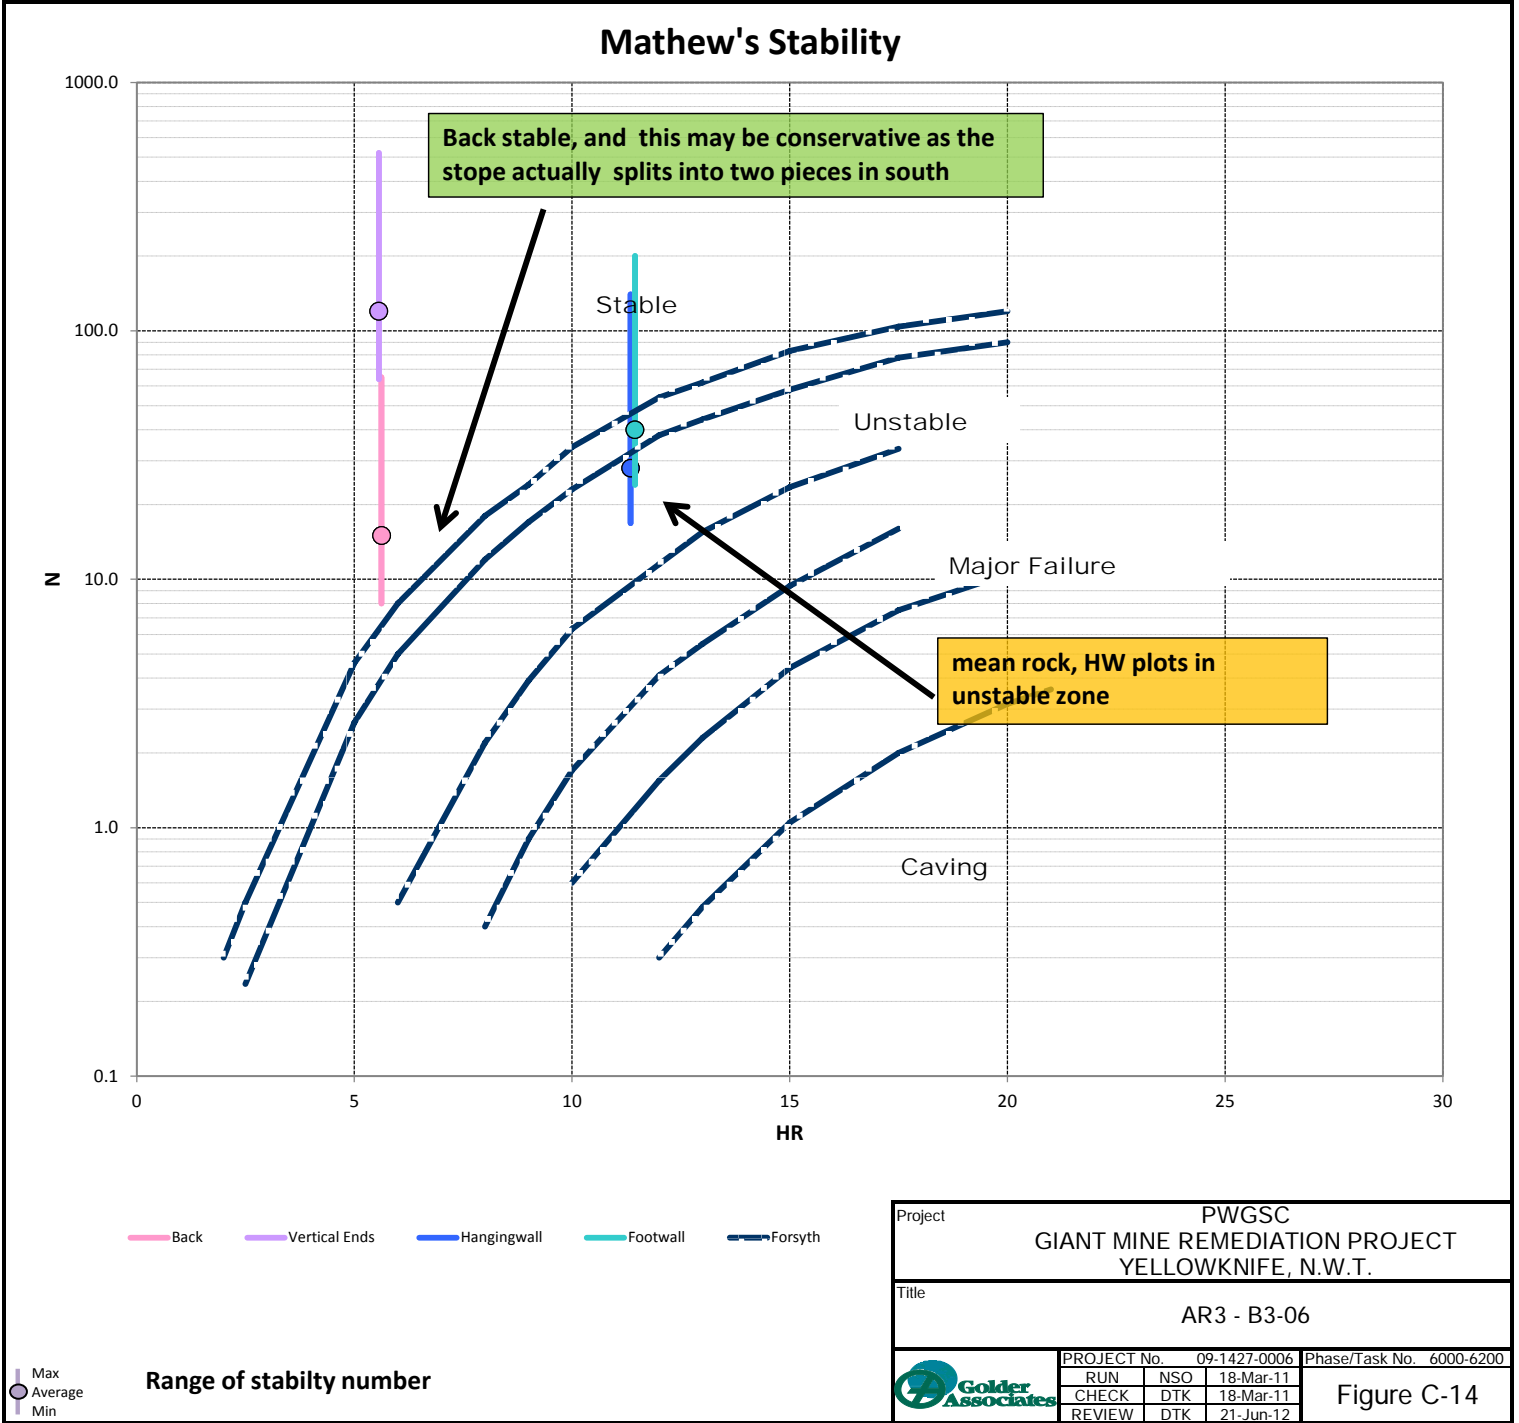 Mathew's Stability
1000.0
100.0
10.0
1.0
0.1
N
Back stable, and this may be conservative as the
stope actually splits into two pieces in south
Stable
Unstable
Major Failure
mean rock, HW plots in
unstable zone
Caving
0
5
10
15
20
25
30
HR
Back
Vertical Ends
Hangingwall
Footwall
Forsyth
Max
Average
Min
Range of stabilty number
Project
PWGSC
GIANT MINE REMEDIATION PROJECT
YELLOWKNIFE, N.W.T.
Title
AR3 - B3-06
Golder
Associates
PROJECT No. 09-1427-0006 Phase/Task No. 6000-6200
RUN NSO 18-Mar-11
CHECK DTK 18-Mar-11
REVIEW DTK 21-Jun-12
Figure C-14